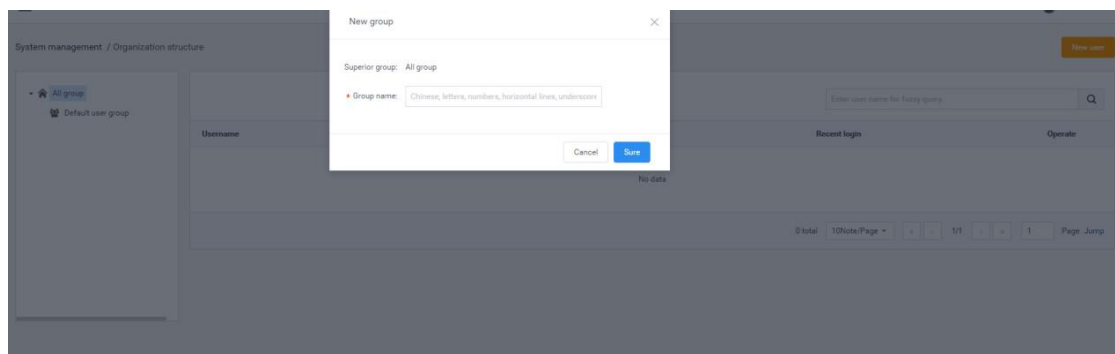 New group
System management / Organization structure
New user
Superior group: All group
All group
Group name: Chinese, letters, numbers, horizontal lines, underscore
Enter user name for fuzzy query
Default user group
Username
Recent login
Operate
Cancel
Sure
No data
0 total
10Note/Page
1/1
1
Page Jump